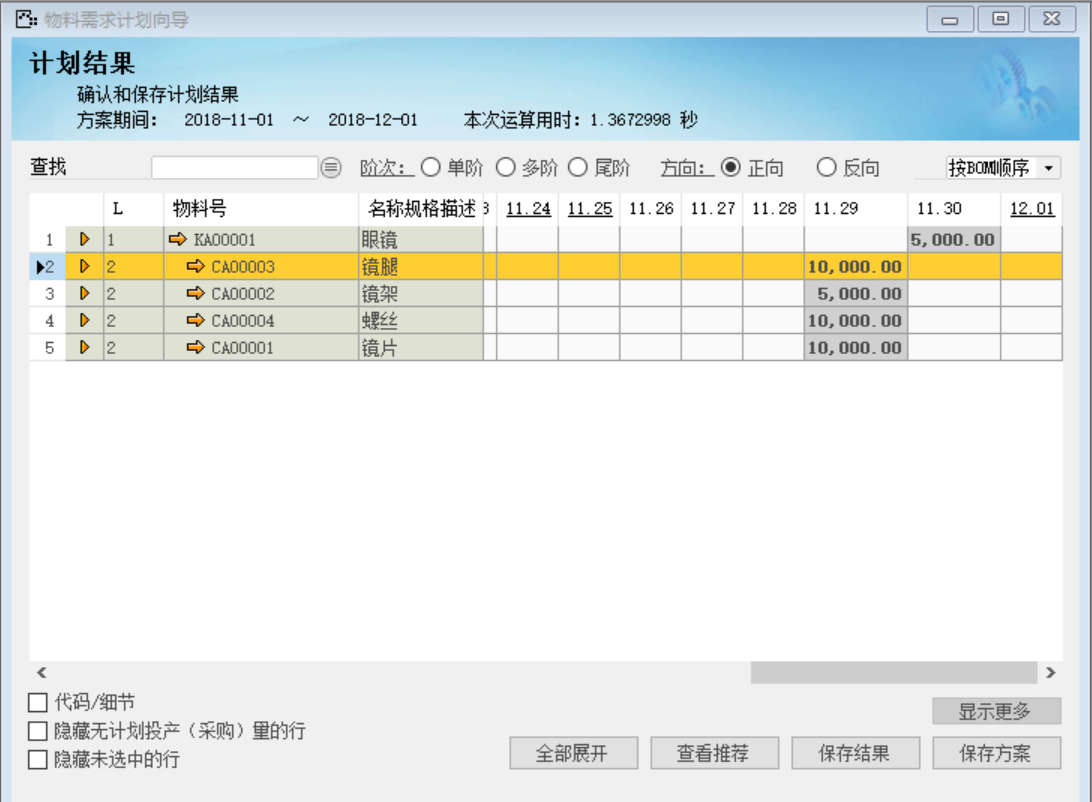 物料需求计划向导
计划结果
确认和保存计划结果
方案期间： 2018-11-01 ～ 2018-12-01 本次运算用时：1.3672998 秒
查找 阶次： 单阶 多阶 尾阶 方向： 正向 反向 按BOM顺序
L 物料号 名称规格描述 3 11.24 11.25 11.26 11.27 11.28 11.29 11.30 12.01
1 1 KA00001 眼镜 5,000.00
2 2 CA00003 镜腿 10,000.00
3 2 CA00002 镜架 5,000.00
4 2 CA00004 螺丝 10,000.00
5 2 CA00001 镜片 10,000.00
代码/细节
显示更多
隐藏无计划投产（采购）量的行
隐藏未选中的行
全部展开 查看推荐 保存结果 保存方案